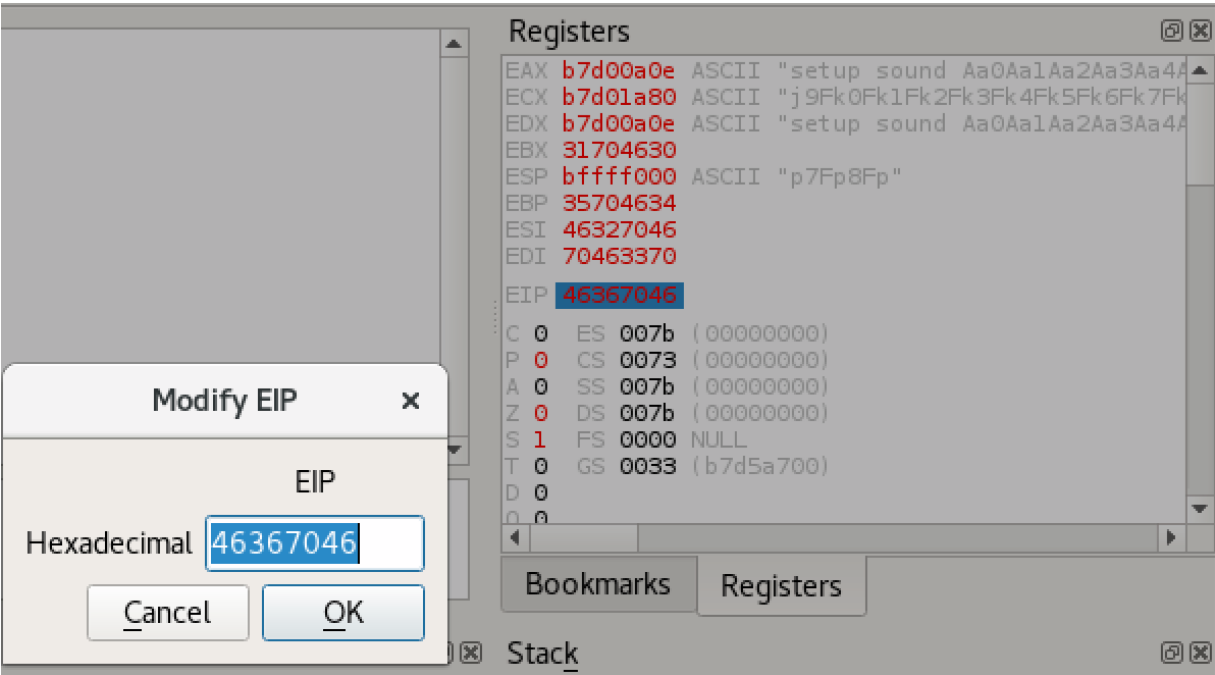 Registers
EAX b7d00a0e ASCII "setup sound Aa0Aa1Aa2Aa3Aa4A
ECX b7d01a80 ASCII "j9Fk0Fk1Fk2Fk3Fk4Fk5Fk6Fk7Fk
EDX b7d00a0e ASCII "setup sound Aa0Aa1Aa2Aa3Aa4A
EBX 31704630
ESP bffff000 ASCII "p7Fp8Fp"
EBP 35704634
ESI 46327046
EDI 70463370
EIP 46367046
C 0 ES 007b (00000000)
P 0 CS 0073 (00000000)
A 0 SS 007b (00000000)
Z 0 DS 007b (00000000)
S 1 FS 0000 NULL
T 0 GS 0033 (b7d5a700)
D 0
O 0
Modify EIP
EIP
Hexadecimal 46367046
Cancel OK
Bookmarks Registers
Stack